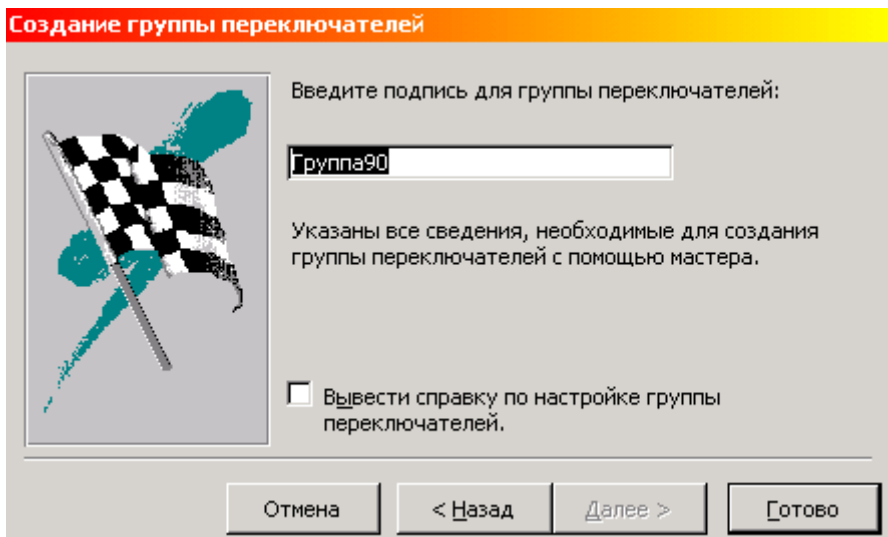 Создание группы переключателей
Введите подпись для группы переключателей:
Группа90
Указаны все сведения, необходимые для создания
группы переключателей с помощью мастера.
Вывести справку по настройке группы
переключателей.
Отмена
< Назад
Далее >
Готово